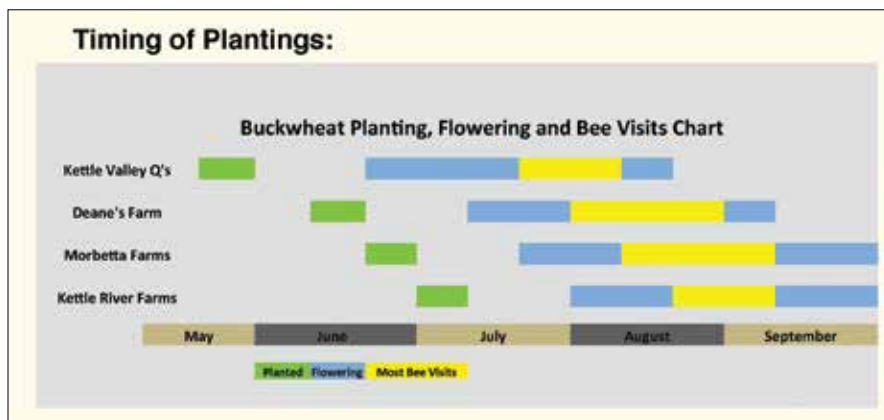 Timing of Plantings:
Buckwheat Planting, Flowering and Bee Visits Chart
Kettle Valley Q's
Deane's Farm
Morbetta Farms
Kettle River Farms
May June July August September
Planted Flowering Most Bee Visits